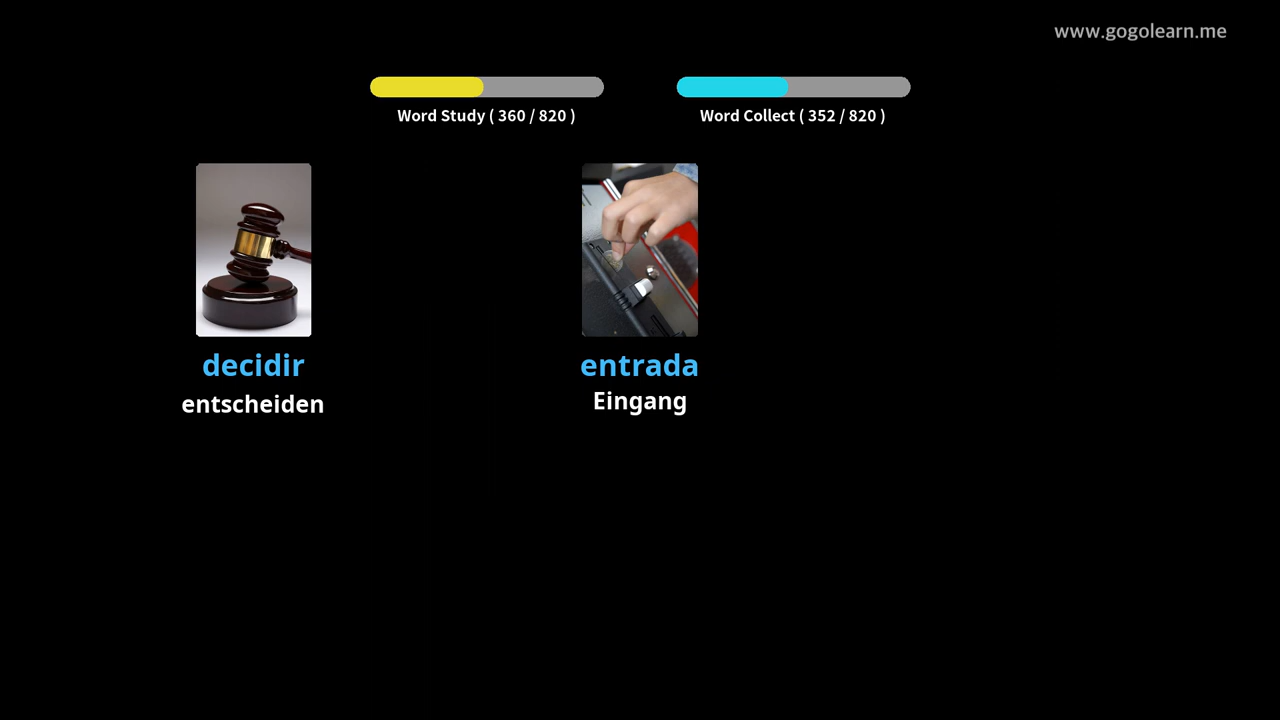 www.gogolearn.me
Word Study ( 360 / 820 )
Word Collect ( 352 / 820 )
decidir
entscheiden
entrada
Eingang